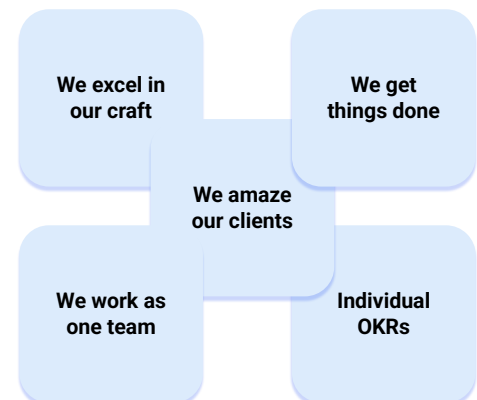 We excel in
our craft
We get
things done
We amaze
our clients
We work as
one team
Individual
OKRs